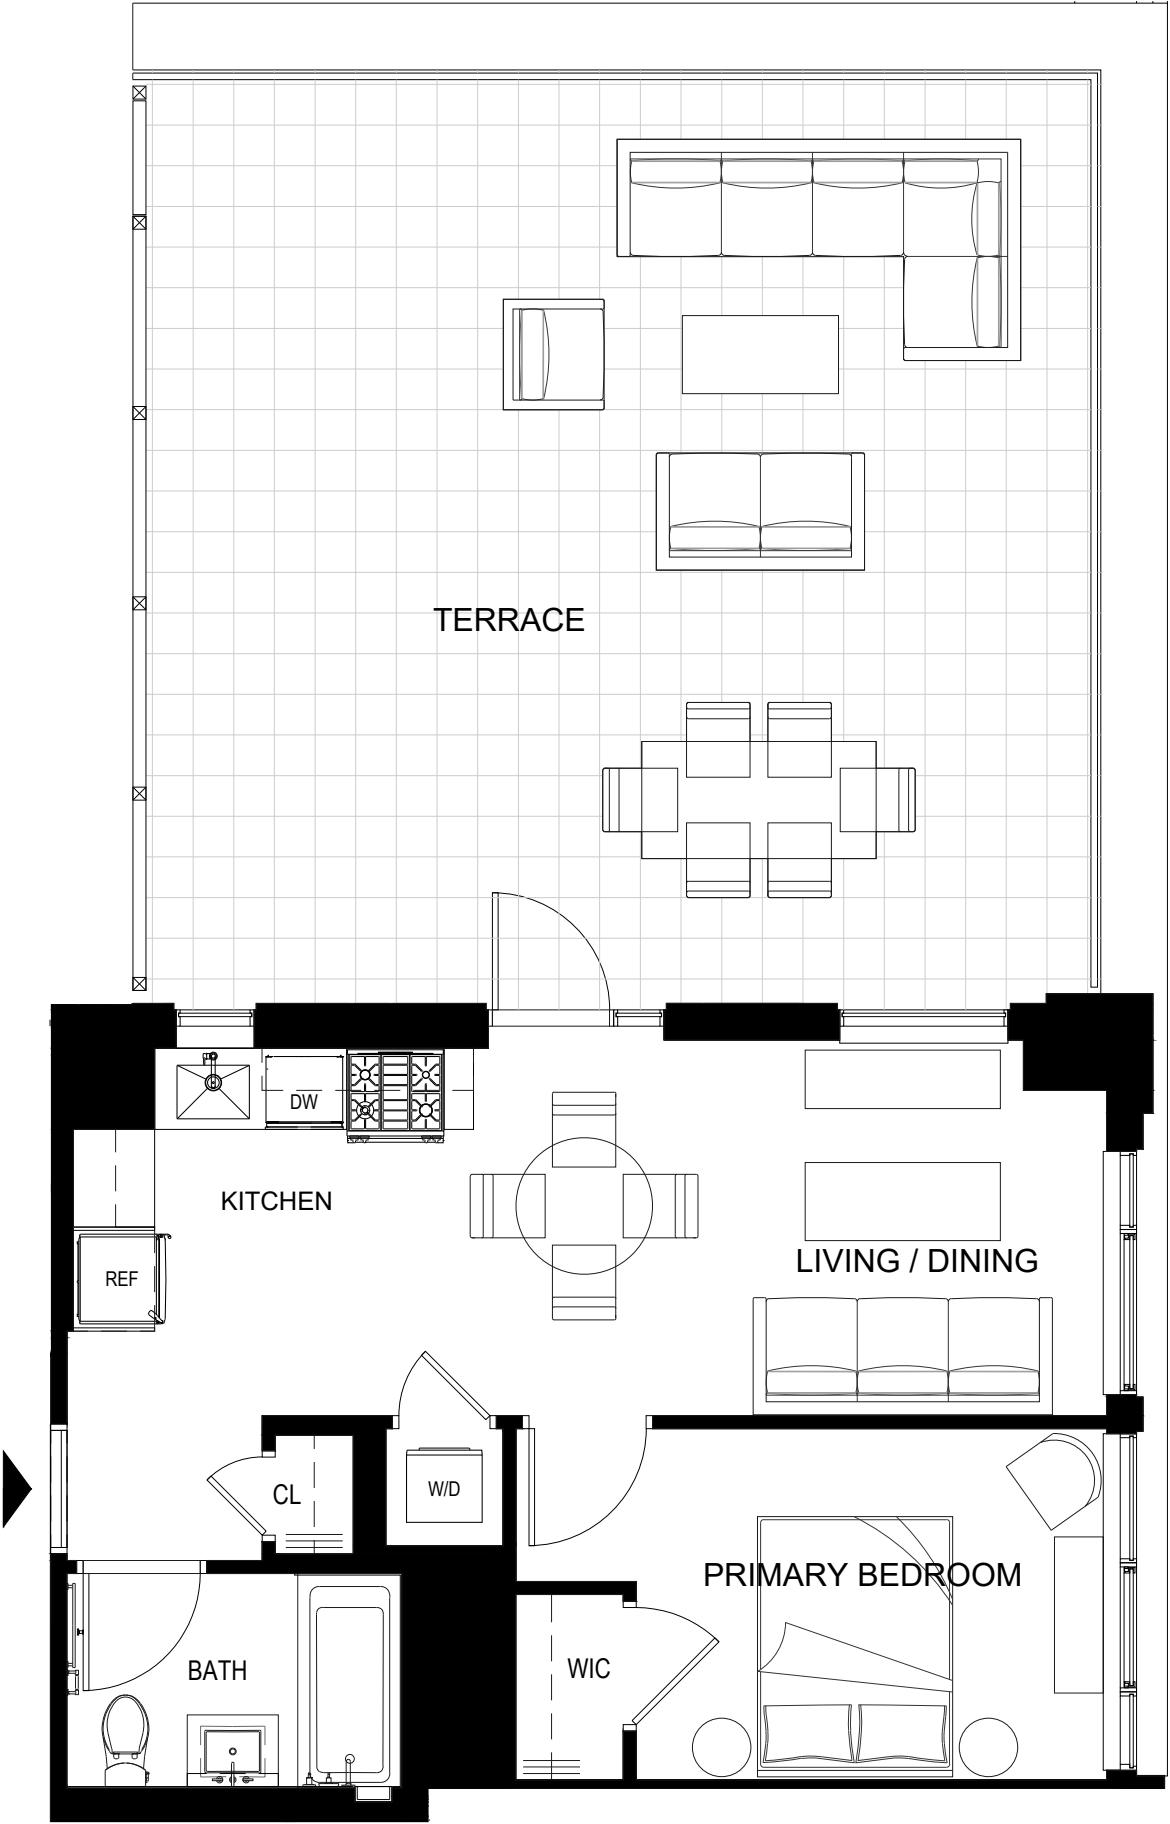 TERRACE
DW
KITCHEN
LIVING / DINING
REF
CL
W/D
PRIMARY BEDROOM
BATH
WIC